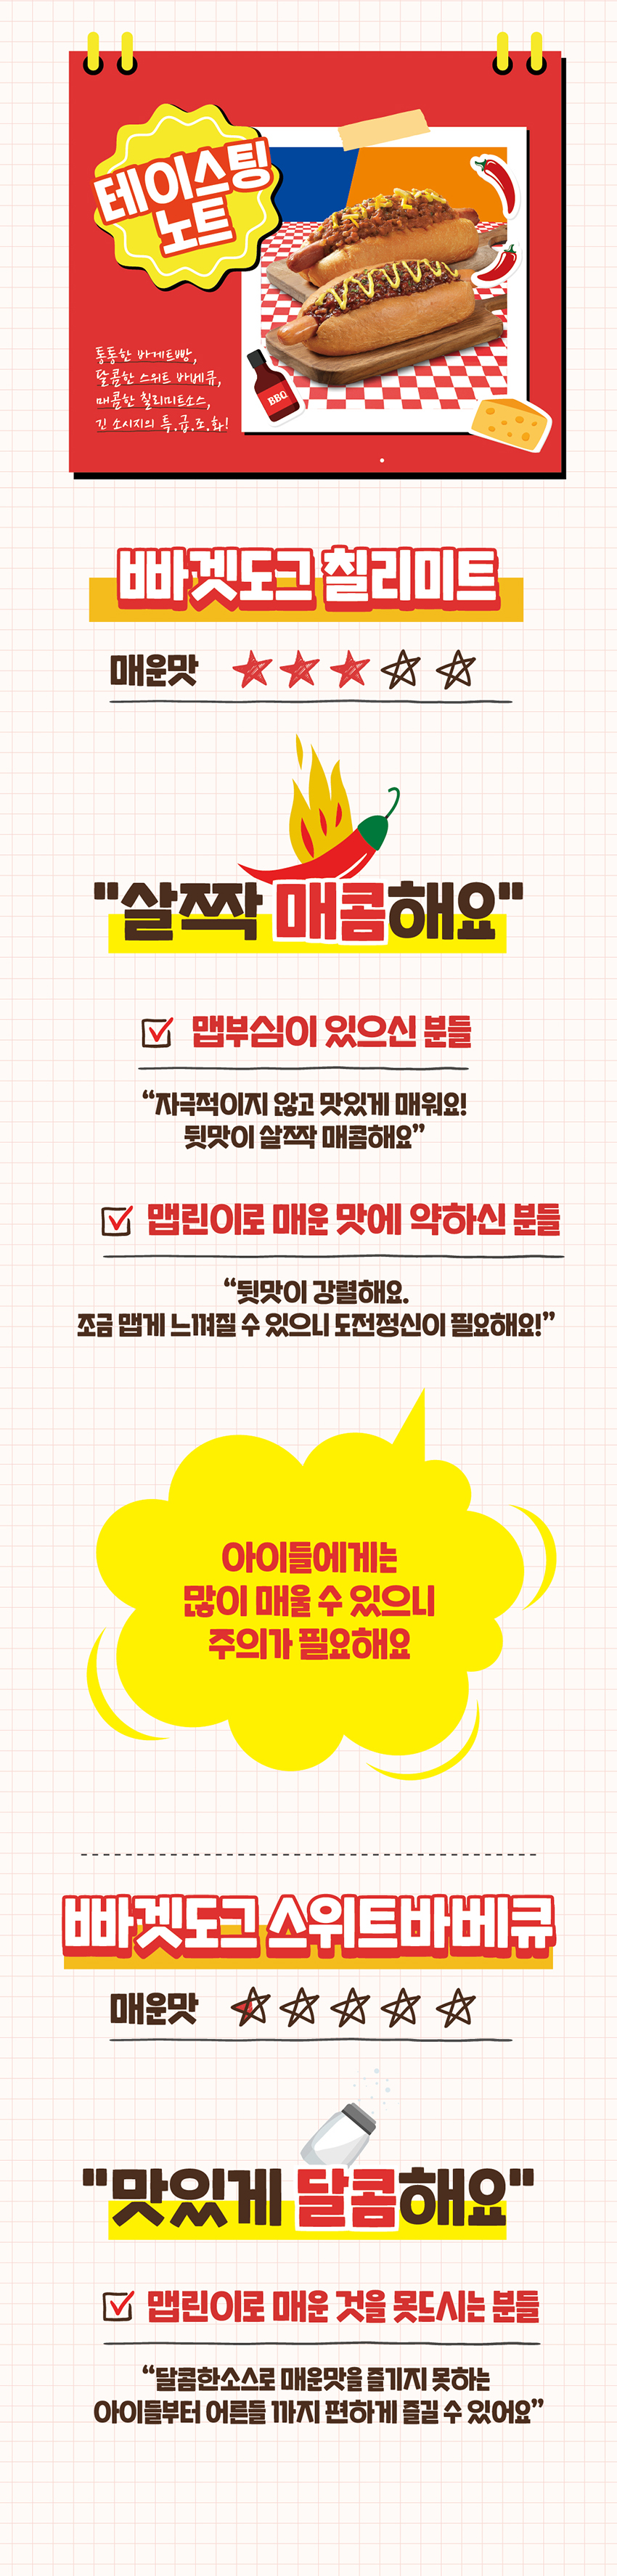 테이스팅
노트
통통한 바게트빵,
달콤한 스위트 바베큐,
매콤한 칠리미트소스,
긴 소시지의 특.급.조.화!
BBQ
빠겟도그 칠리미트
매운맛
"살짝 매콤해요"
맵부심이 있으신 분들
“자극적이지 않고 맛있게 매워요!
뒷맛이 살짝 매콤해요”
맵린이로 매운 맛에 약하신 분들
“뒷맛이 강렬해요.
조금 맵게 느껴질 수 있으니 도전정신이 필요해요!”
아이들에게는
많이 매울 수 있으니
주의가 필요해요
빠겟도그 스위트바베큐
매운맛
"맛있게 달콤해요"
맵린이로 매운 것을 못드시는 분들
“달콤한소스로 매운맛을 즐기지 못하는
아이들부터 어른들 까지 편하게 즐길 수 있어요”